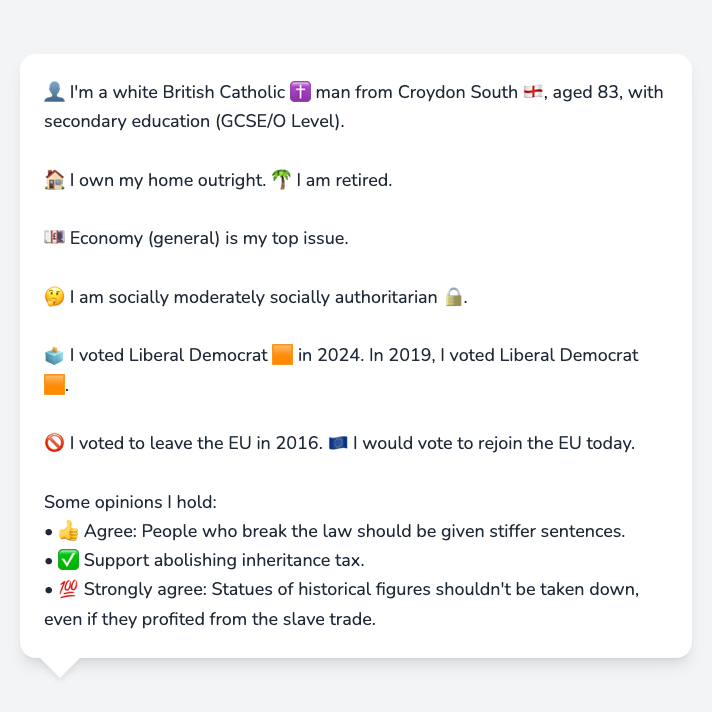 👤 I'm a white British Catholic ✝️ man from Croydon South 🏴󠁧󠁢󠁥󠁮󠁧󠁿, aged 83, with
secondary education (GCSE/O Level).
🏠 I own my home outright. 🌴 I am retired.
💷 Economy (general) is my top issue.
🤔 I am socially moderately socially authoritarian 🔒.
🗳️ I voted Liberal Democrat 🟧 in 2024. In 2019, I voted Liberal Democrat
🟧.
🚫 I voted to leave the EU in 2016. 🇪🇺 I would vote to rejoin the EU today.
Some opinions I hold:
• 👍 Agree: People who break the law should be given stiffer sentences.
• ✅ Support abolishing inheritance tax.
• 💯 Strongly agree: Statues of historical figures shouldn't be taken down,
even if they profited from the slave trade.